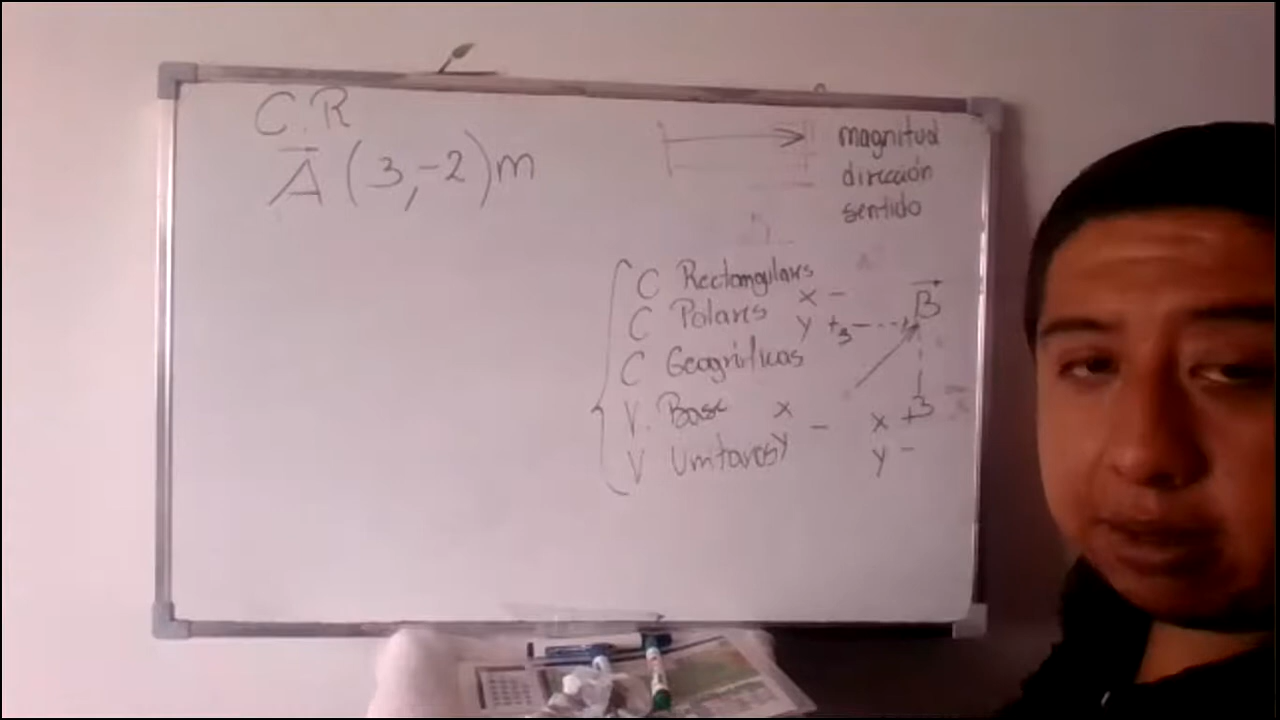 C.R
A (3,-2) m
magnitud
dirección
sentido
C Rectangulares
C Polares
C Geográficas
V. Base
V Unitarios
x -
y +3
B
x
y -
x +3
y -